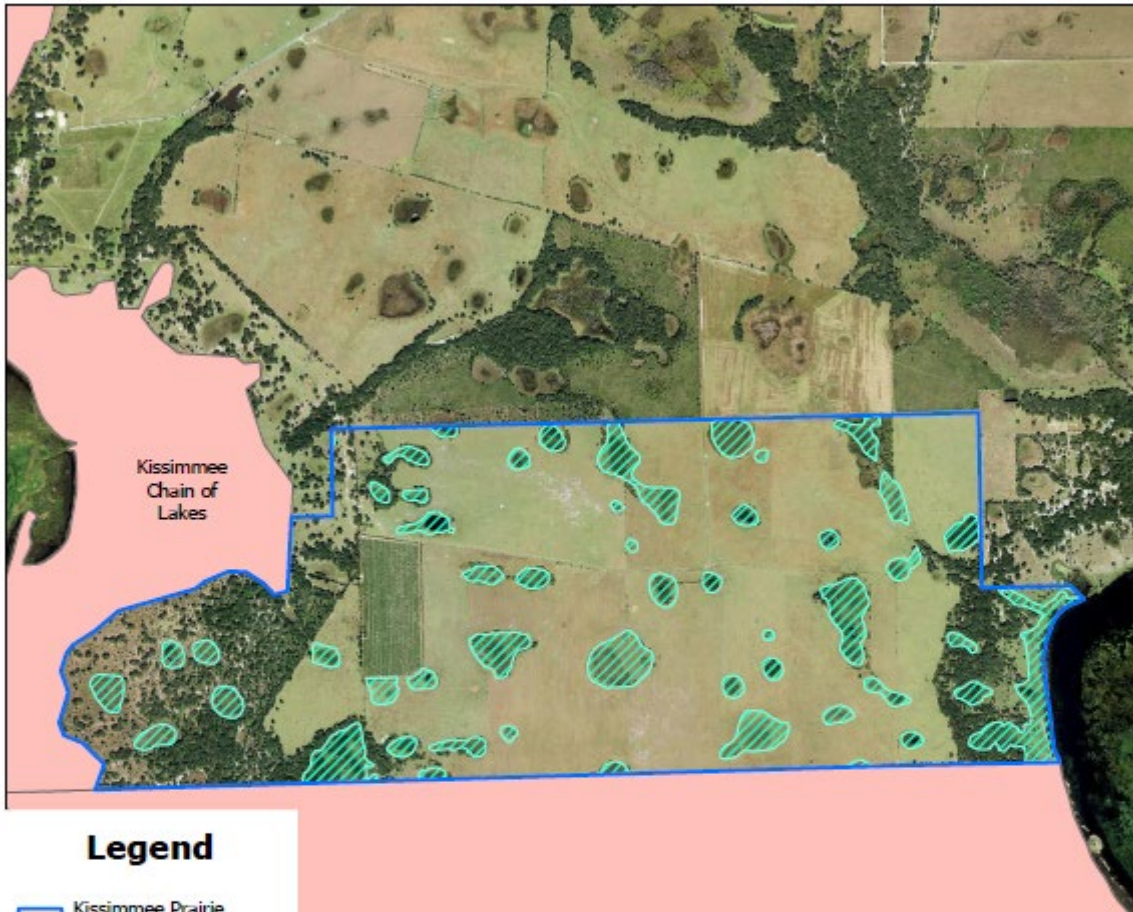 Kissimmee
Chain of
Lakes
Legend
Kissimmee Prairie